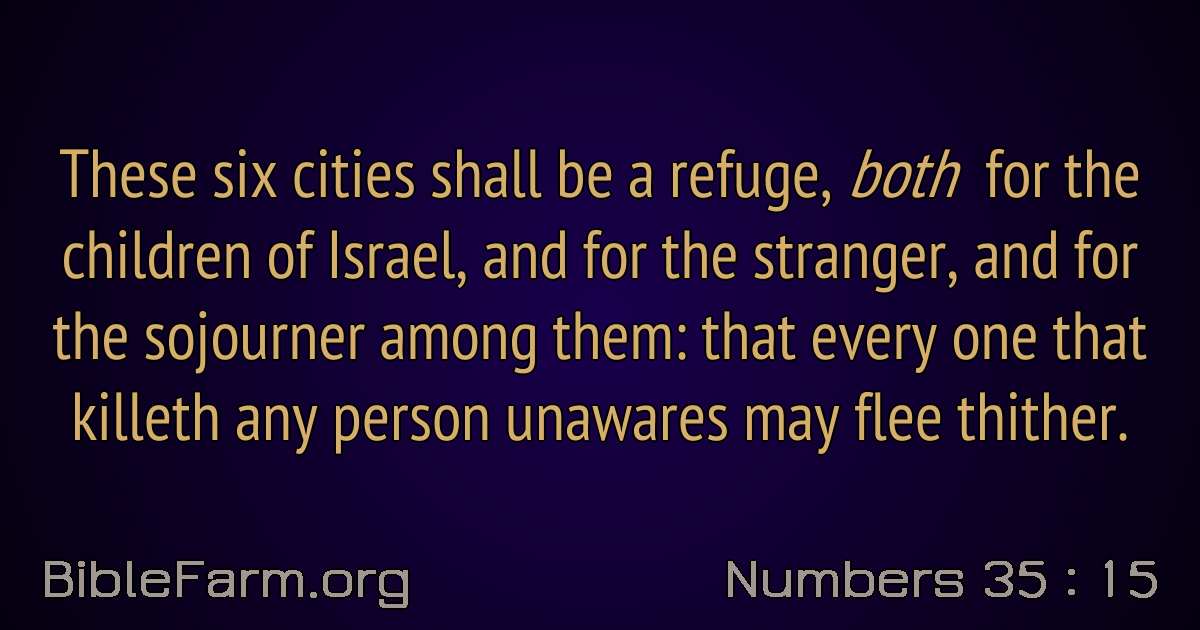 These six cities shall be a refuge, both for the
children of Israel, and for the stranger, and for
the sojourner among them: that every one that
killeth any person unawares may flee thither.
BibleFarm.org
Numbers 35 : 15